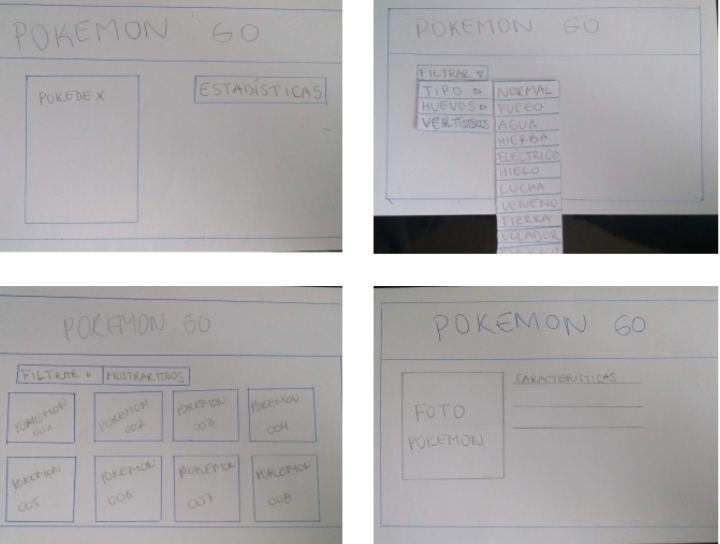 POKEMON GO
POKEDEX
ESTADÍSTICAS
POKEMON GO
FILTRAR ▽
TIPO ▷
HUEVOS ▷
VER TODOS
NORMAL
FUEGO
AGUA
HIERBA
ELÉCTRICO
HIELO
LUCHA
VENENO
TIERRA
VOLADOR
POKEMON GO
FILTRAR ▷ MOSTRAR TODOS
POKEMON 001
POKEMON 002
POKEMON 003
POKEMON 004
POKEMON 005
POKEMON 006
POKEMON 007
POKEMON 008
POKEMON GO
FOTO
POKEMON
CARACTERISTICAS